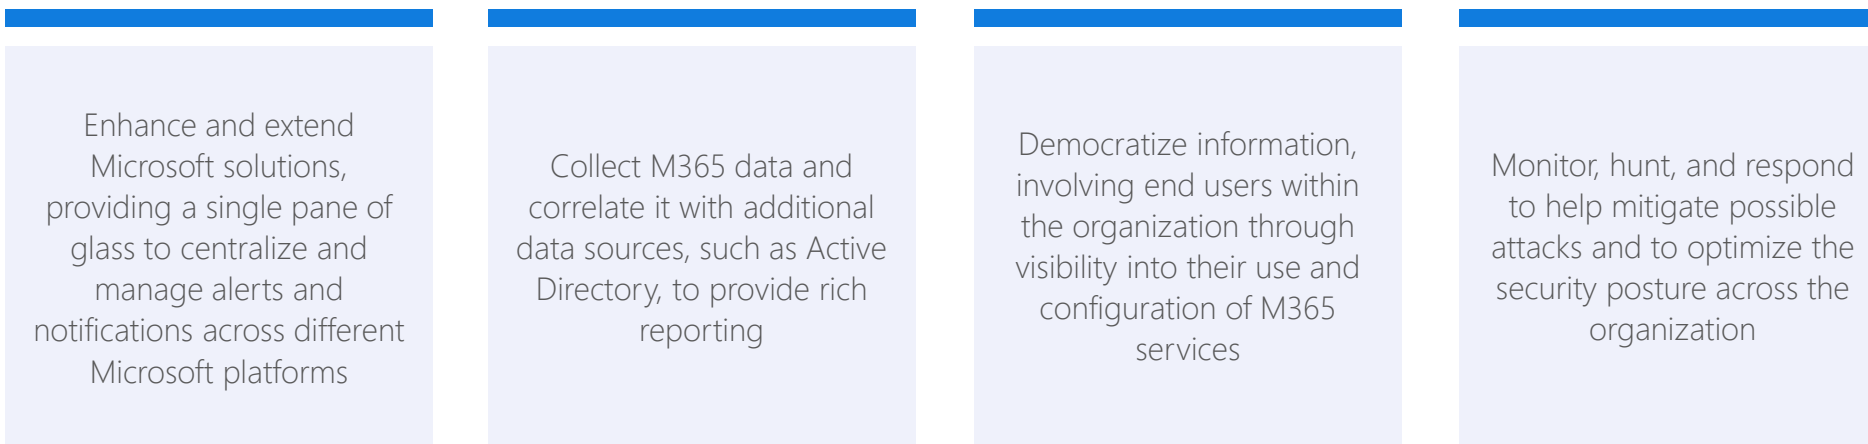 Enhance and extend
Microsoft solutions,
providing a single pane of
glass to centralize and
manage alerts and
notifications across different
Microsoft platforms
Collect M365 data and
correlate it with additional
data sources, such as Active
Directory, to provide rich
reporting
Democratize information,
involving end users within
the organization through
visibility into their use and
configuration of M365
services
Monitor, hunt, and respond
to help mitigate possible
attacks and to optimize the
security posture across the
organization